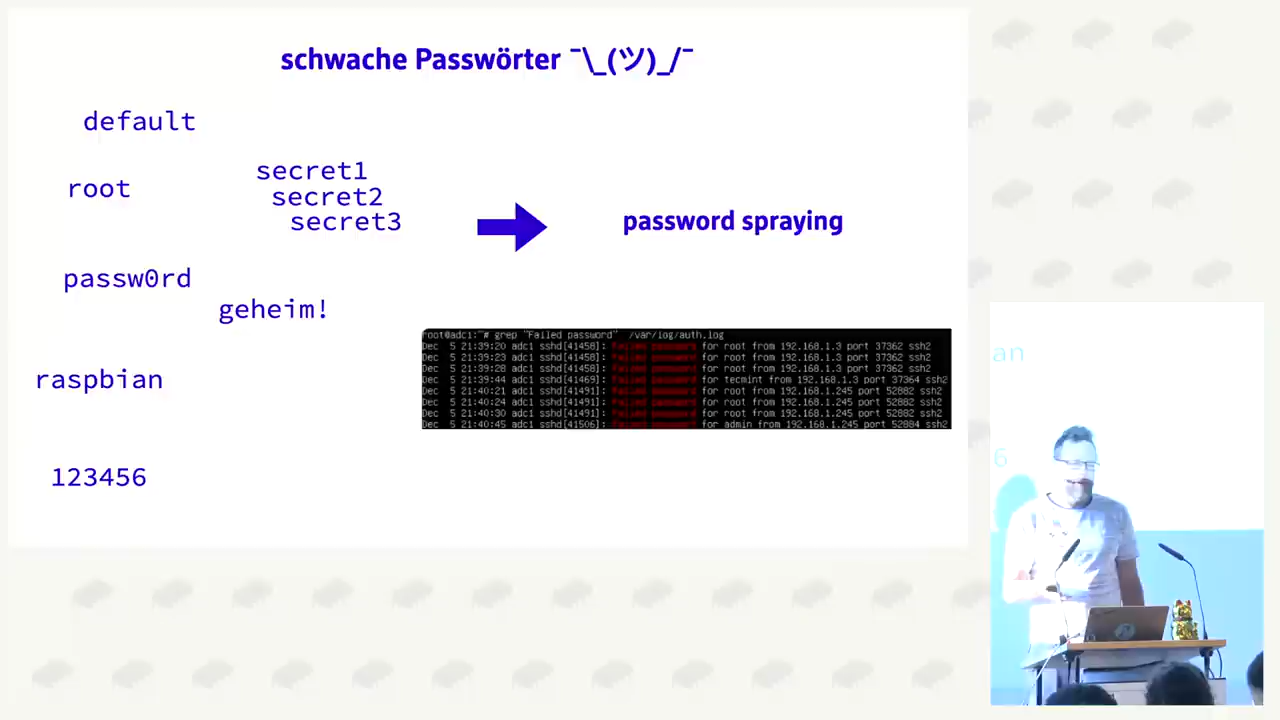 schwache Passwörter ¯\_(ツ)_/¯
default
root
secret1
secret2
secret3
password spraying
passw0rd
geheim!
raspbian
123456
root@adc1:~# grep "Failed password" /var/log/auth.log
Dec 5 21:39:20 adc1 sshd[41458]: Failed password for root from 192.168.1.3 port 37362 ssh2
Dec 5 21:39:23 adc1 sshd[41458]: Failed password for root from 192.168.1.3 port 37362 ssh2
Dec 5 21:39:28 adc1 sshd[41458]: Failed password for root from 192.168.1.3 port 37362 ssh2
Dec 5 21:39:44 adc1 sshd[41469]: Failed password for tecmint from 192.168.1.3 port 37364 ssh2
Dec 5 21:40:21 adc1 sshd[41491]: Failed password for root from 192.168.1.245 port 52882 ssh2
Dec 5 21:40:24 adc1 sshd[41491]: Failed password for root from 192.168.1.245 port 52882 ssh2
Dec 5 21:40:30 adc1 sshd[41491]: Failed password for root from 192.168.1.245 port 52882 ssh2
Dec 5 21:40:45 adc1 sshd[41506]: Failed password for admin from 192.168.1.245 port 52884 ssh2
an
6